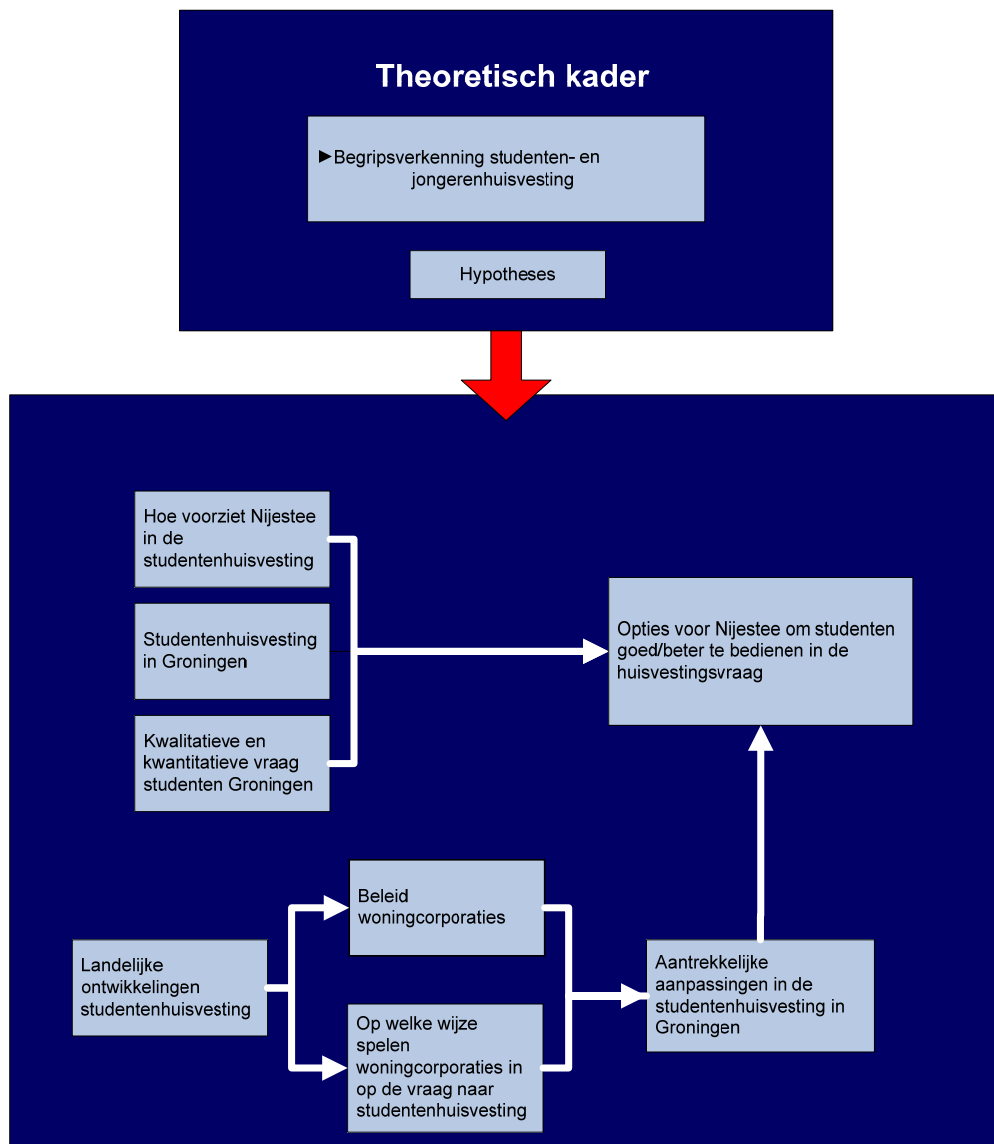 Theoretisch kader
►Begripsverkenning studenten- en
jongerenhuisvesting
Hypotheses
Hoe voorziet Nijestee
in de
studentenhuisvesting
Studentenhuisvesting
in Groningen
Kwalitatieve en
kwantitatieve vraag
studenten Groningen
Opties voor Nijestee om studenten
goed/beter te bedienen in de
huisvestingsvraag
Landelijke
ontwikkelingen
studentenhuisvesting
Beleid
woningcorporaties
Op welke wijze
spelen
woningcorporaties in
op de vraag naar
studentenhuisvesting
Aantrekkelijke
aanpassingen in de
studentenhuisvesting in
Groningen